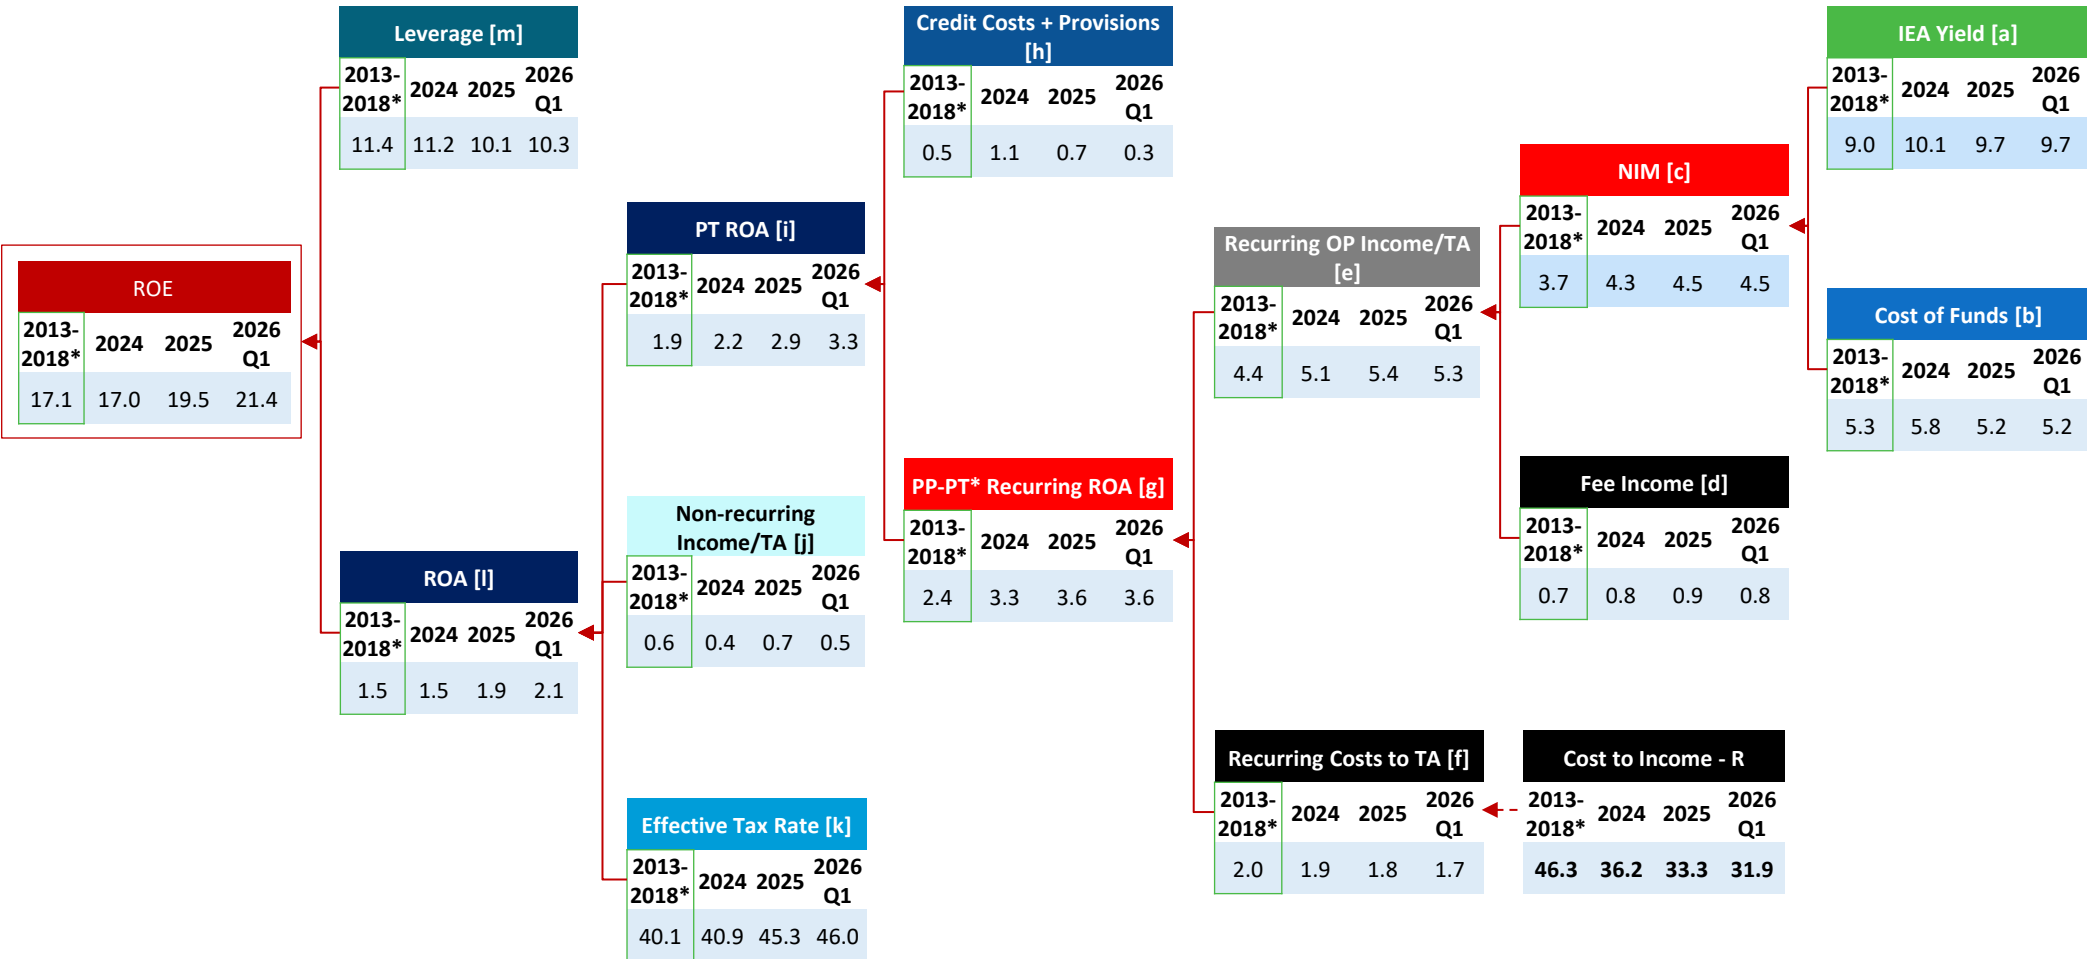 ROE
2013-
2018* 2024 2025 2026
Q1
17.1 17.0 19.5 21.4
Leverage [m]
2013-
2018* 2024 2025 2026
Q1
11.4 11.2 10.1 10.3
ROA [l]
2013-
2018* 2024 2025 2026
Q1
1.5 1.5 1.9 2.1
PT ROA [i]
2013-
2018* 2024 2025 2026
Q1
1.9 2.2 2.9 3.3
Non-recurring
Income/TA [j]
2013-
2018* 2024 2025 2026
Q1
0.6 0.4 0.7 0.5
Effective Tax Rate [k]
2013-
2018* 2024 2025 2026
Q1
40.1 40.9 45.3 46.0
Credit Costs + Provisions
[h]
2013-
2018* 2024 2025 2026
Q1
0.5 1.1 0.7 0.3
PP-PT* Recurring ROA [g]
2013-
2018* 2024 2025 2026
Q1
2.4 3.3 3.6 3.6
Recurring OP Income/TA
[e]
2013-
2018* 2024 2025 2026
Q1
4.4 5.1 5.4 5.3
Recurring Costs to TA [f]
2013-
2018* 2024 2025 2026
Q1
2.0 1.9 1.8 1.7
NIM [c]
2013-
2018* 2024 2025 2026
Q1
3.7 4.3 4.5 4.5
Fee Income [d]
2013-
2018* 2024 2025 2026
Q1
0.7 0.8 0.9 0.8
Cost to Income - R
2013-
2018* 2024 2025 2026
Q1
46.3 36.2 33.3 31.9
IEA Yield [a]
2013-
2018* 2024 2025 2026
Q1
9.0 10.1 9.7 9.7
Cost of Funds [b]
2013-
2018* 2024 2025 2026
Q1
5.3 5.8 5.2 5.2